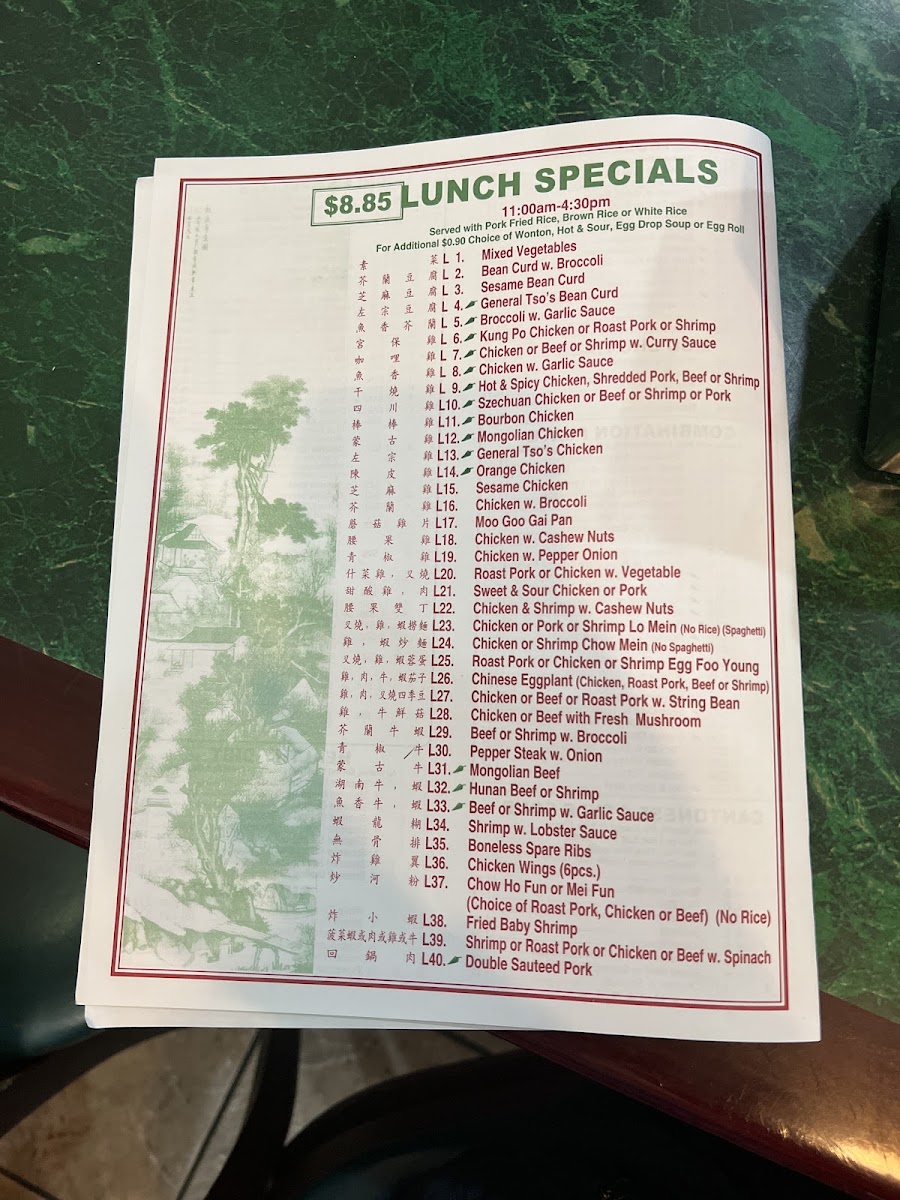 $8.85 LUNCH SPECIALS
11:00am-4:30pm
Served with Pork Fried Rice, Brown Rice or White Rice
For Additional $0.90 Choice of Wonton, Hot & Sour, Egg Drop Soup or Egg Roll
素菜 L 1. Mixed Vegetables
芥蘭豆腐 L 2. Bean Curd w. Broccoli
芝麻豆腐 L 3. Sesame Bean Curd
左宗豆腐 L 4. General Tso's Bean Curd
魚香芥蘭 L 5. Broccoli w. Garlic Sauce
宮保雞 L 6. Kung Po Chicken or Roast Pork or Shrimp
咖哩雞 L 7. Chicken or Beef or Shrimp w. Curry Sauce
魚香雞 L 8. Chicken w. Garlic Sauce
干燒雞 L 9. Hot & Spicy Chicken, Shredded Pork, Beef or Shrimp
四川雞 L10. Szechuan Chicken or Beef or Shrimp or Pork
棒棒雞 L11. Bourbon Chicken
蒙古雞 L12. Mongolian Chicken
左宗雞 L13. General Tso's Chicken
陳皮雞 L14. Orange Chicken
芝麻雞 L15. Sesame Chicken
芥蘭雞 L16. Chicken w. Broccoli
蘑菇雞片 L17. Moo Goo Gai Pan
腰果雞 L18. Chicken w. Cashew Nuts
青椒雞 L19. Chicken w. Pepper Onion
什菜雞，叉燒 L20. Roast Pork or Chicken w. Vegetable
甜酸雞，肉 L21. Sweet & Sour Chicken or Pork
腰果雙丁 L22. Chicken & Shrimp w. Cashew Nuts
叉燒，雞，蝦撈麵 L23. Chicken or Pork or Shrimp Lo Mein (No Rice) (Spaghetti)
雞，蝦炒麵 L24. Chicken or Shrimp Chow Mein (No Spaghetti)
叉燒，雞，蝦蓉蛋 L25. Roast Pork or Chicken or Shrimp Egg Foo Young
雞，肉，牛，蝦茄子 L26. Chinese Eggplant (Chicken, Roast Pork, Beef or Shrimp)
雞，肉，叉燒四季豆 L27. Chicken or Beef or Roast Pork w. String Bean
雞，牛鮮菇 L28. Chicken or Beef with Fresh Mushroom
芥蘭牛蝦 L29. Beef or Shrimp w. Broccoli
青椒牛 L30. Pepper Steak w. Onion
蒙古牛 L31. Mongolian Beef
湖南牛，蝦 L32. Hunan Beef or Shrimp
魚香牛，蝦 L33. Beef or Shrimp w. Garlic Sauce
蝦龍糊 L34. Shrimp w. Lobster Sauce
無骨排 L35. Boneless Spare Ribs
炸雞翼 L36. Chicken Wings (6pcs.)
炒河粉 L37. Chow Ho Fun or Mei Fun
(Choice of Roast Pork, Chicken or Beef) (No Rice)
炸小蝦 L38. Fried Baby Shrimp
菠菜蝦或肉或雞或牛 L39. Shrimp or Roast Pork or Chicken or Beef w. Spinach
回鍋肉 L40. Double Sauteed Pork